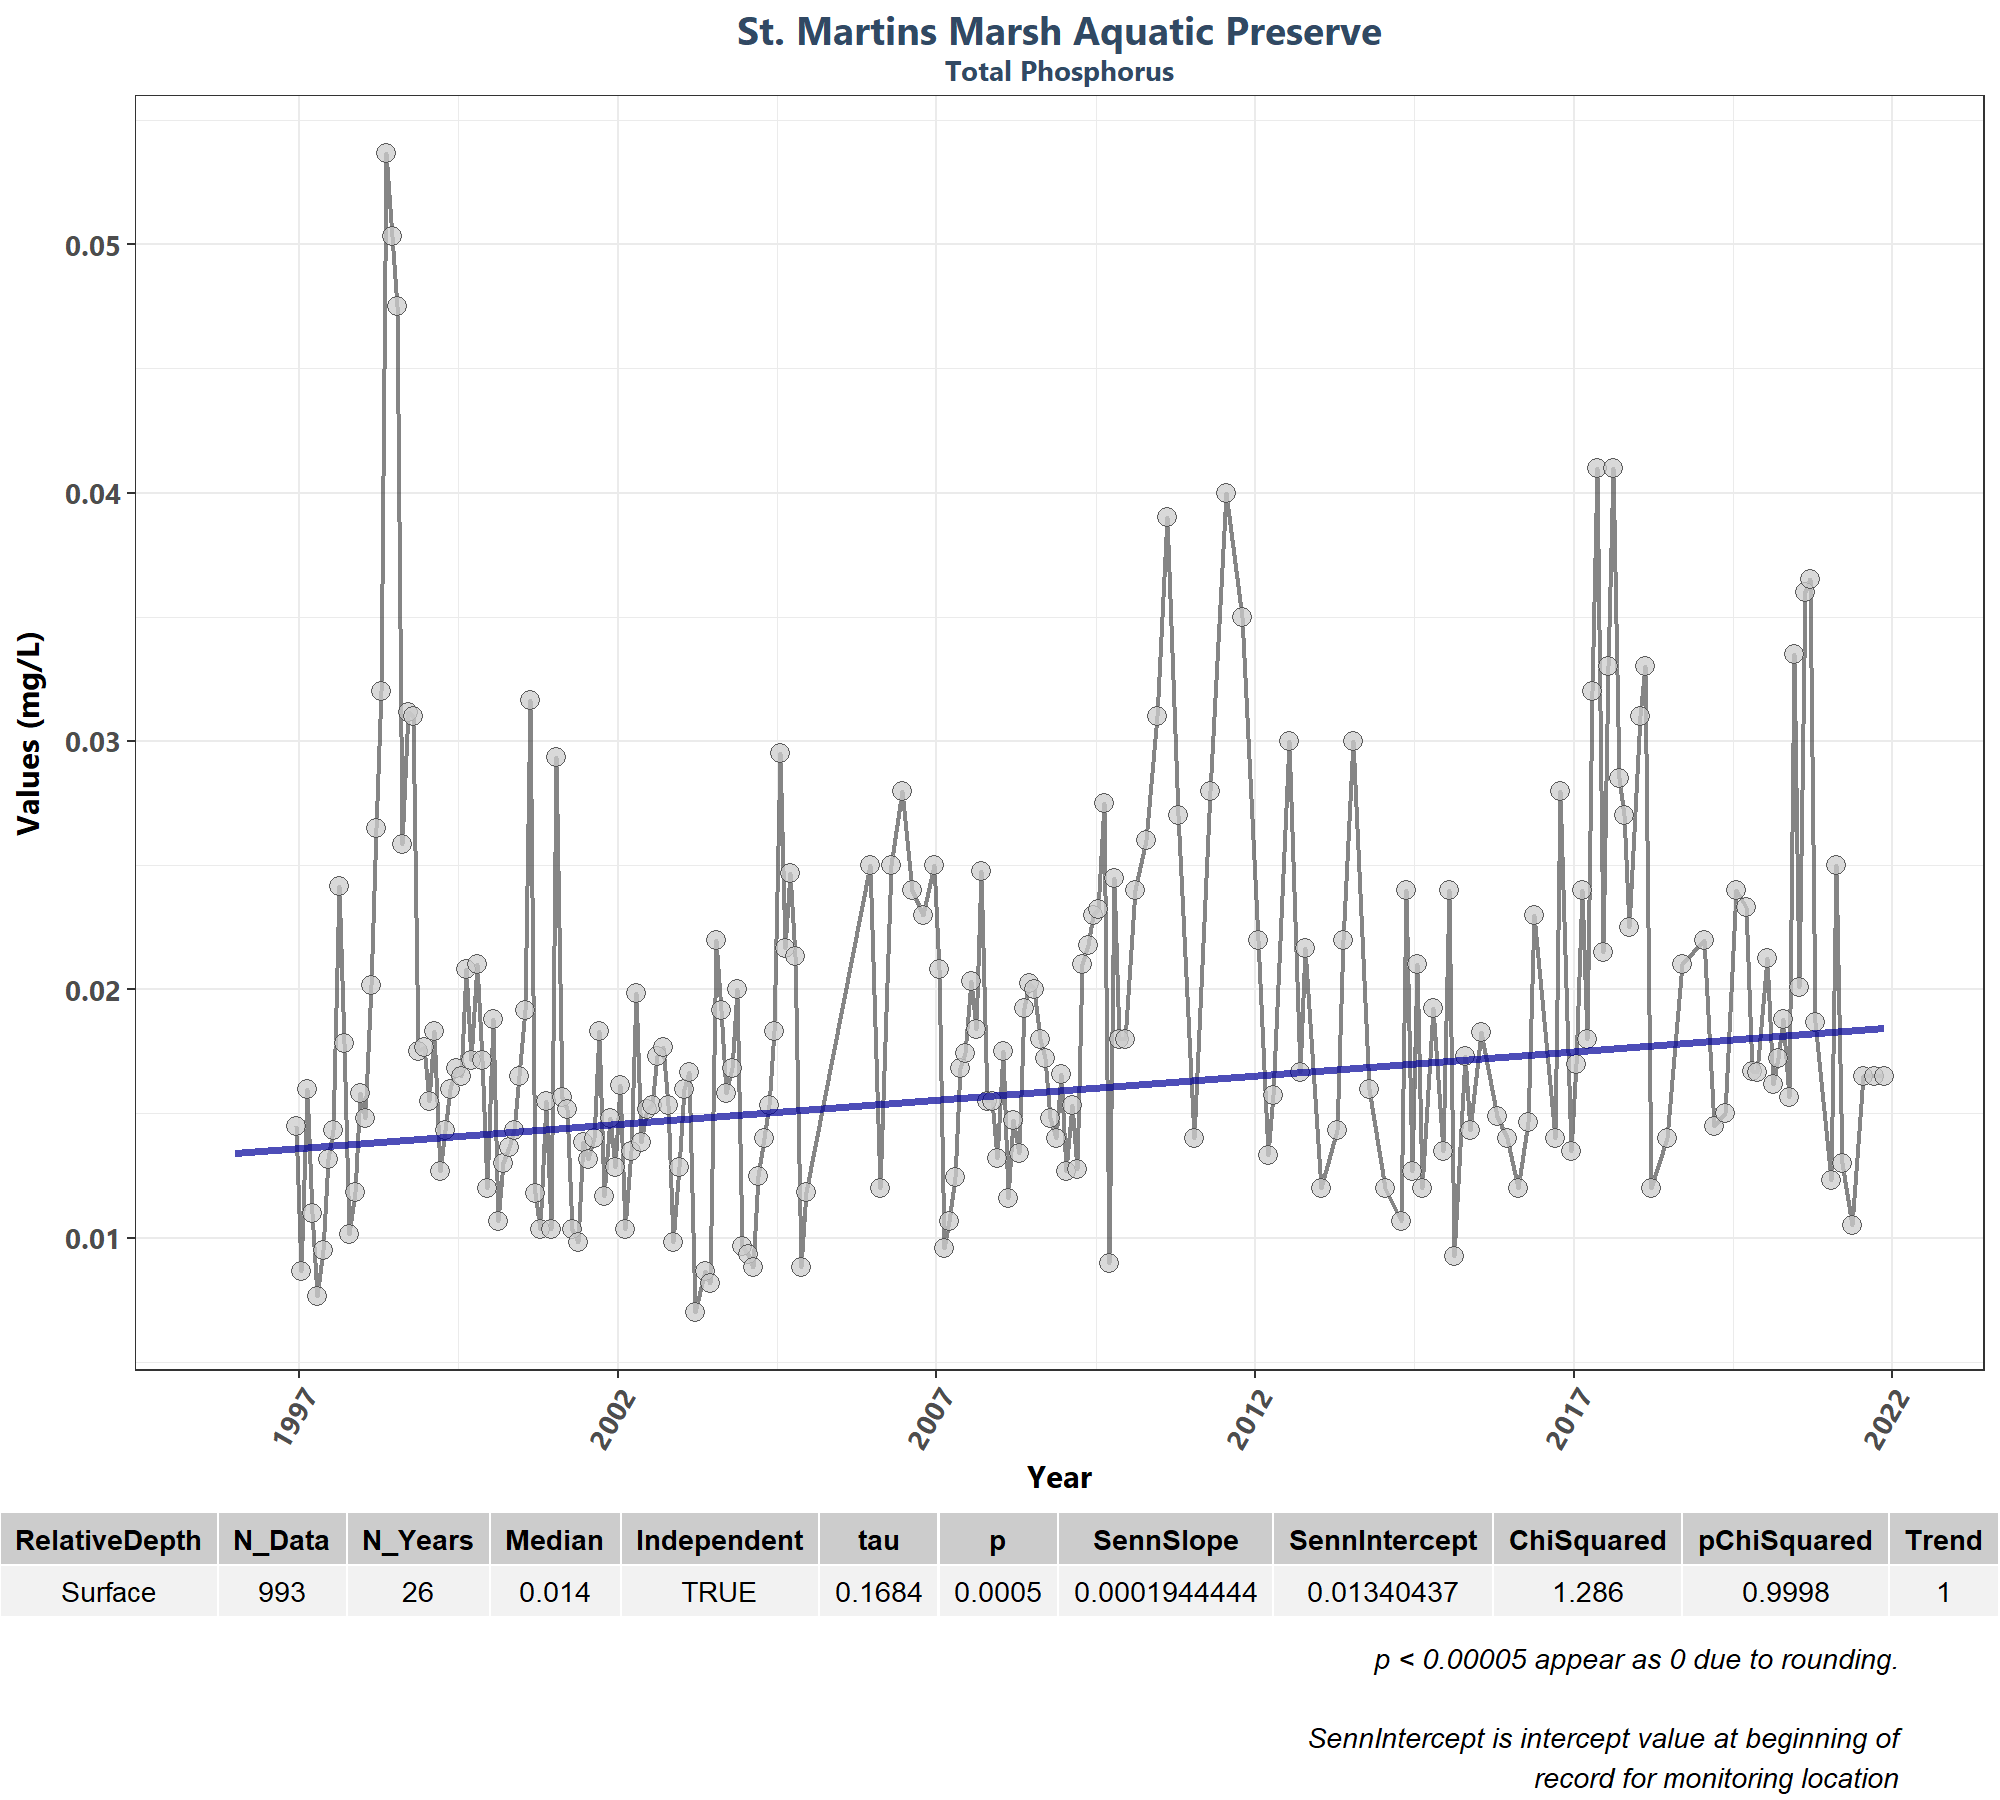 St. Martins Marsh Aquatic Preserve
Total Phosphorus
Values (mg/L)
0.05
0.04
0.03
0.02
0.01
1997 2002 2007 2012 2017 2022
Year
RelativeDepth N_Data N_Years Median Independent tau p SennSlope SennIntercept ChiSquared pChiSquared Trend
Surface 993 26 0.014 TRUE 0.1684 0.0005 0.0001944444 0.01340437 1.286 0.9998 1
p < 0.00005 appear as 0 due to rounding.
SennIntercept is intercept value at beginning of
record for monitoring location